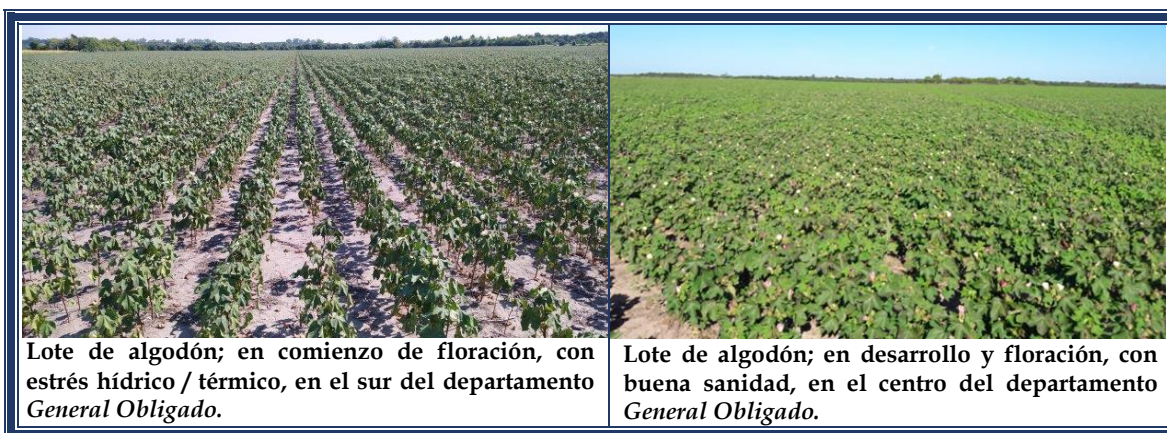 Lote de algodón; en comienzo de floración, con
estrés hídrico / térmico, en el sur del departamento
General Obligado.
Lote de algodón; en desarrollo y floración, con
buena sanidad, en el centro del departamento
General Obligado.